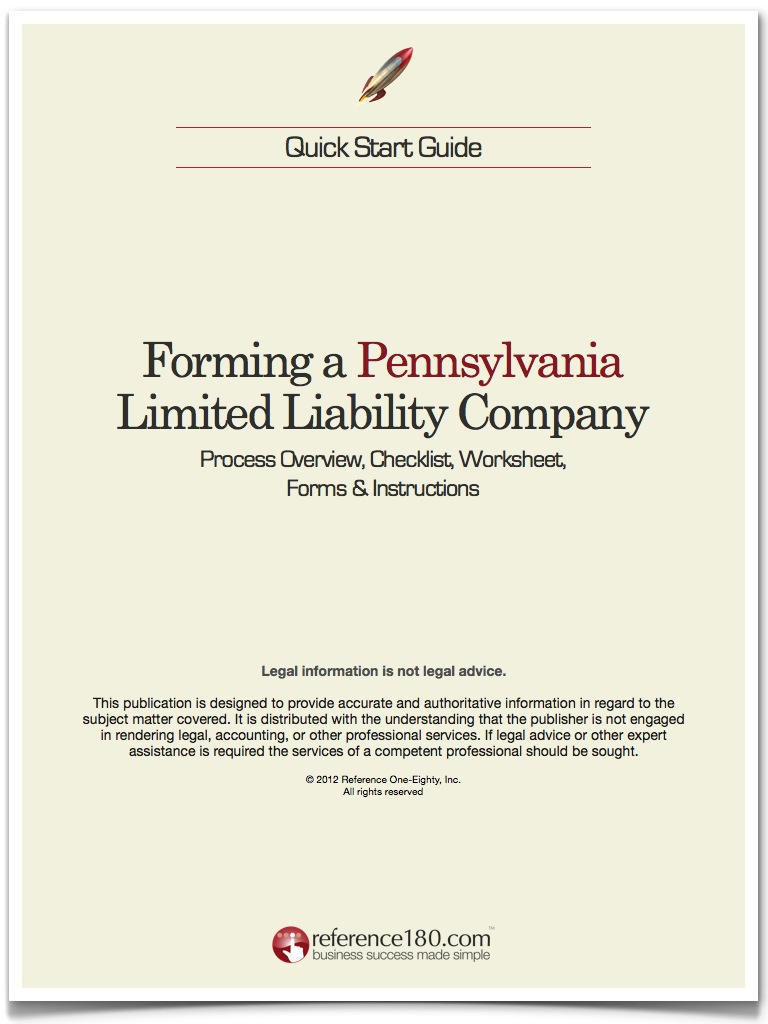 Quick Start Guide
Forming a Pennsylvania
Limited Liability Company
Process Overview, Checklist, Worksheet,
Forms & Instructions
Legal information is not legal advice.
This publication is designed to provide accurate and authoritative information in regard to the
subject matter covered. It is distributed with the understanding that the publisher is not engaged
in rendering legal, accounting, or other professional services. If legal advice or other expert
assistance is required the services of a competent professional should be sought.
© 2012 Reference One-Eighty, Inc.
All rights reserved
reference180.com™
business success made simple